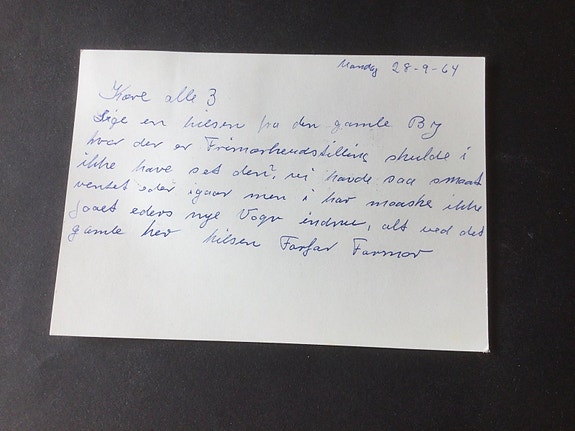 Mandag 28-9-64
Kære alle 3
Lige en hilsen fra den gamle By
hvor der er Frimærkeudstilling skulde i
ikke have set den?, vi havde saa smaat
ventet eder igaar men i har maaske ikke
faaet eders nye Vogn endnu, alt ved det
gamle her hilsen Farfar Farmor